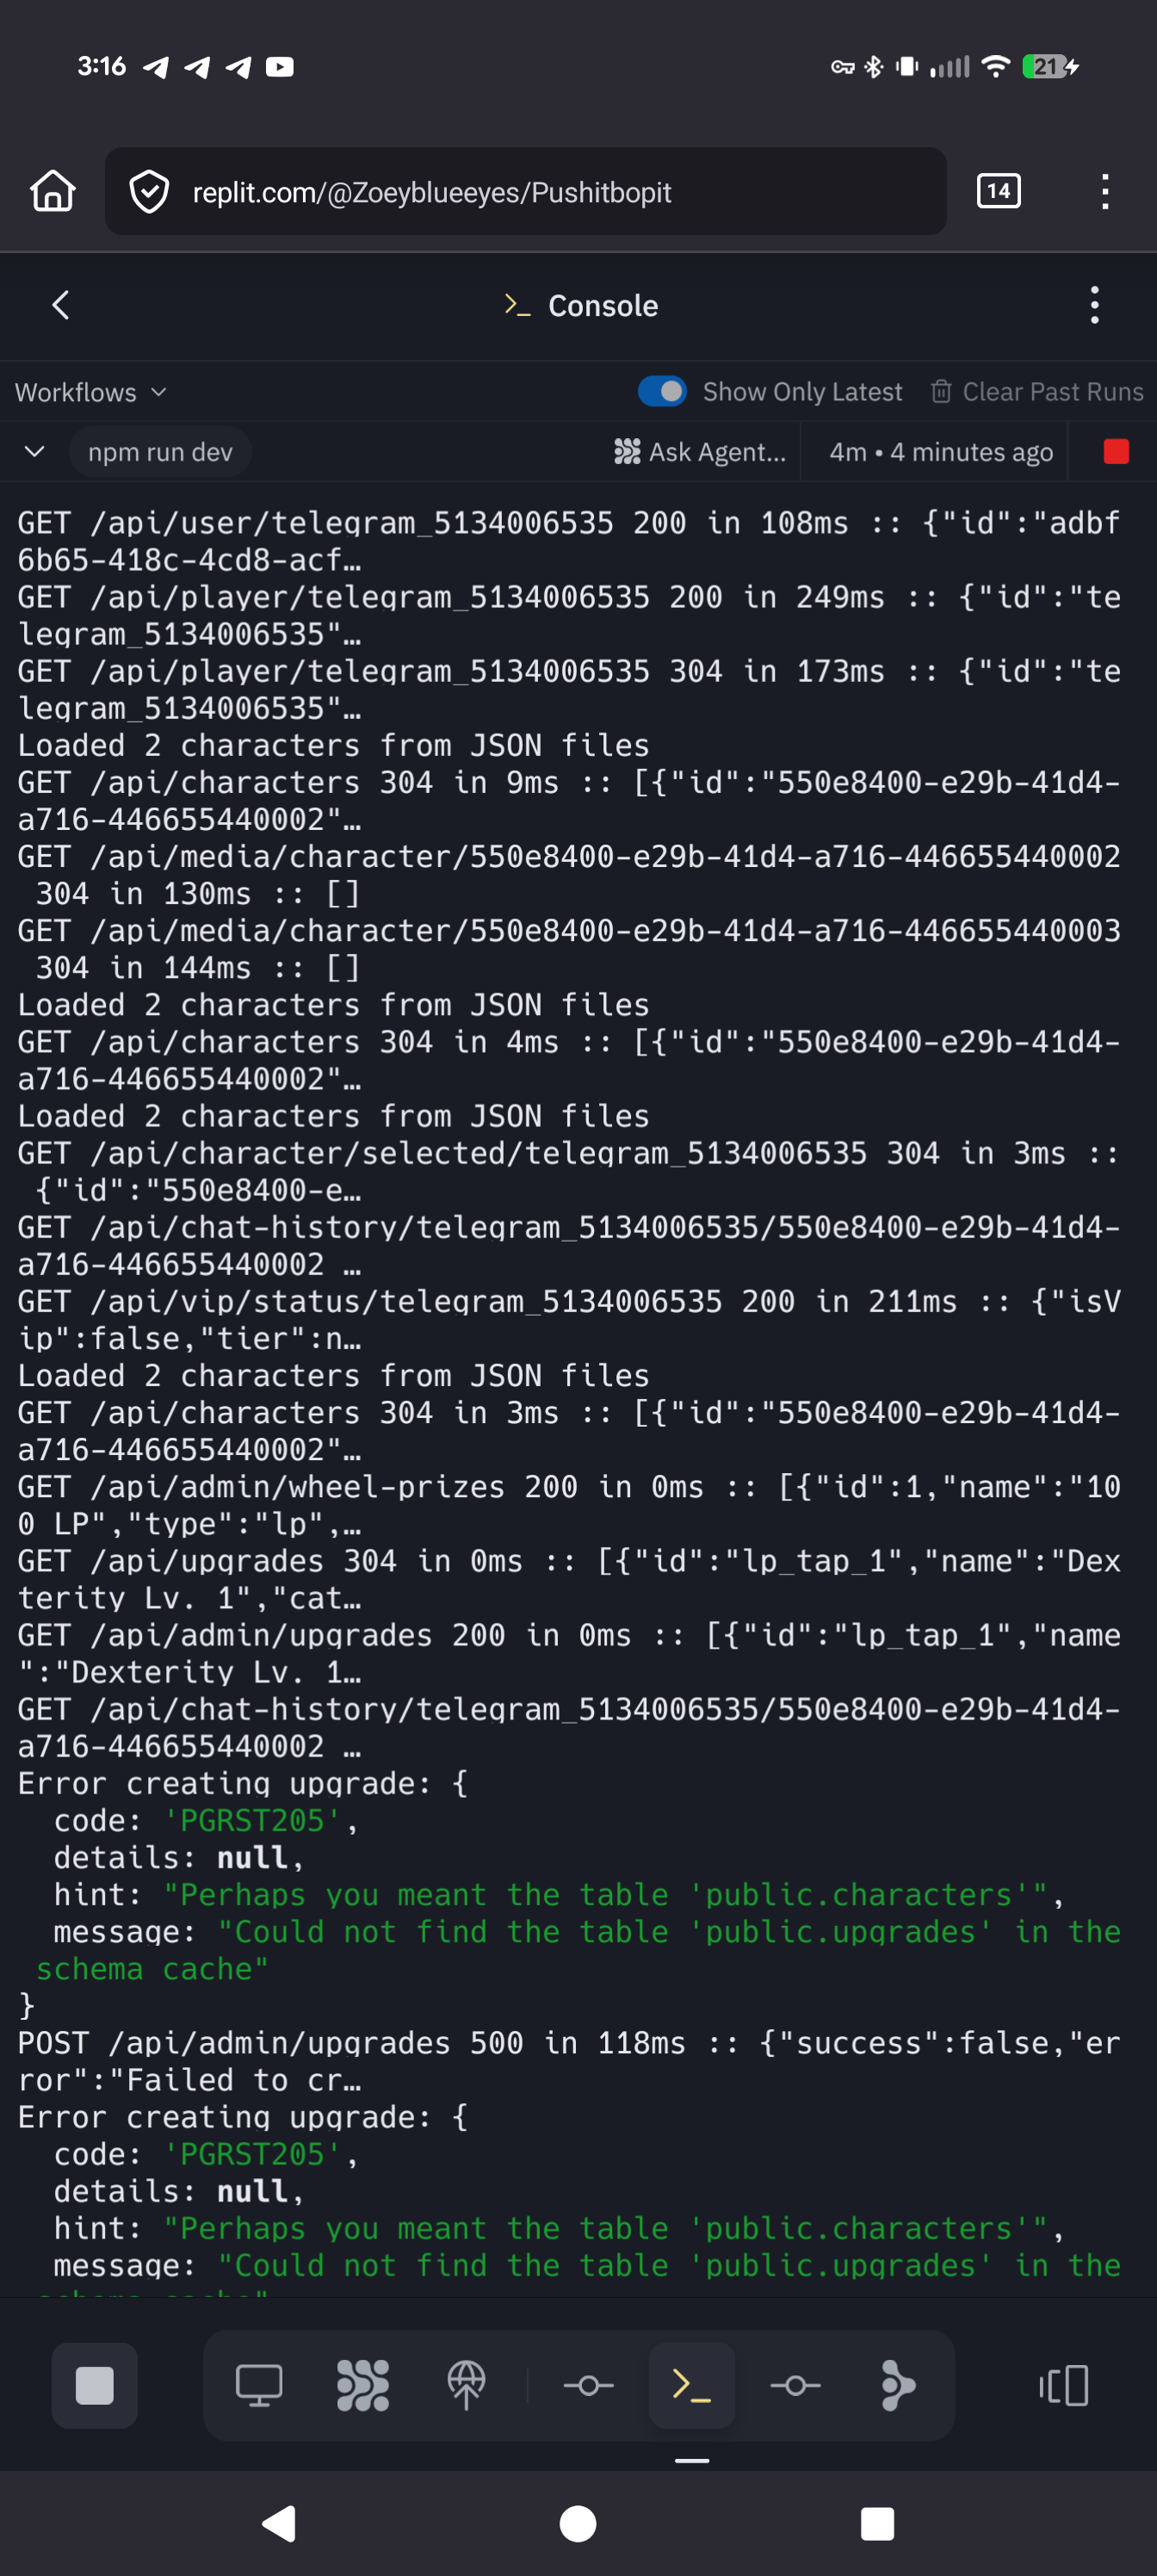 3:16
21
replit.com/@Zoeyblueeyes/Pushitbopit
14
>_ Console
Workflows
Show Only Latest
Clear Past Runs
npm run dev
Ask Agent...
4m • 4 minutes ago
GET /api/user/telegram_5134006535 200 in 108ms :: {"id":"adbf
6b65-418c-4cd8-acf…
GET /api/player/telegram_5134006535 200 in 249ms :: {"id":"te
legram_5134006535"…
GET /api/player/telegram_5134006535 304 in 173ms :: {"id":"te
legram_5134006535"…
Loaded 2 characters from JSON files
GET /api/characters 304 in 9ms :: [{"id":"550e8400-e29b-41d4-
a716-446655440002"…
GET /api/media/character/550e8400-e29b-41d4-a716-446655440002
 304 in 130ms :: []
GET /api/media/character/550e8400-e29b-41d4-a716-446655440003
 304 in 144ms :: []
Loaded 2 characters from JSON files
GET /api/characters 304 in 4ms :: [{"id":"550e8400-e29b-41d4-
a716-446655440002"…
Loaded 2 characters from JSON files
GET /api/character/selected/telegram_5134006535 304 in 3ms ::
 {"id":"550e8400-e…
GET /api/chat-history/telegram_5134006535/550e8400-e29b-41d4-
a716-446655440002 …
GET /api/vip/status/telegram_5134006535 200 in 211ms :: {"isV
ip":false,"tier":n…
Loaded 2 characters from JSON files
GET /api/characters 304 in 3ms :: [{"id":"550e8400-e29b-41d4-
a716-446655440002"…
GET /api/admin/wheel-prizes 200 in 0ms :: [{"id":1,"name":"10
0 LP","type":"lp",…
GET /api/upgrades 304 in 0ms :: [{"id":"lp_tap_1","name":"Dex
terity Lv. 1","cat…
GET /api/admin/upgrades 200 in 0ms :: [{"id":"lp_tap_1","name
":"Dexterity Lv. 1…
GET /api/chat-history/telegram_5134006535/550e8400-e29b-41d4-
a716-446655440002 …
Error creating upgrade: {
  code: 'PGRST205',
  details: null,
  hint: "Perhaps you meant the table 'public.characters'",
  message: "Could not find the table 'public.upgrades' in the
 schema cache"
}
POST /api/admin/upgrades 500 in 118ms :: {"success":false,"er
ror":"Failed to cr…
Error creating upgrade: {
  code: 'PGRST205',
  details: null,
  hint: "Perhaps you meant the table 'public.characters'",
  message: "Could not find the table 'public.upgrades' in the